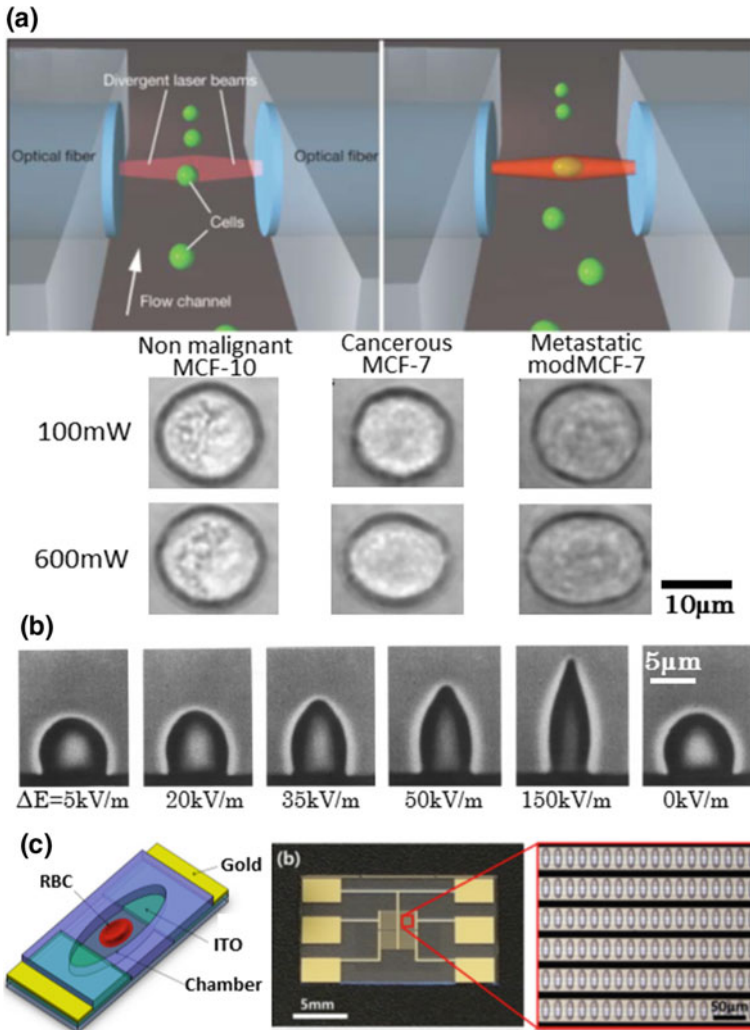 (a)
Divergent laser beams
Optical fiber
Optical fiber
Cells
Flow channel
Non malignant
MCF-10
Cancerous
MCF-7
Metastatic
modMCF-7
100mW
600mW
10μm
(b)
5μm
ΔE=5kV/m
20kV/m
35kV/m
50kV/m
150kV/m
0kV/m
(c)
Gold
RBC
ITO
Chamber
(b)
5mm
50μm